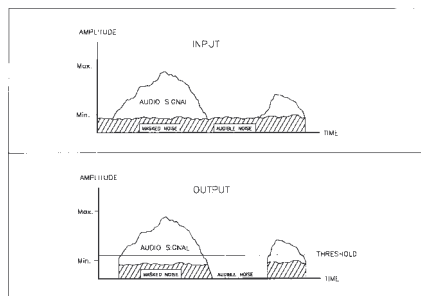 AMPLITUDE
INPUT
Max.
AUDIO SIGNAL
Min.
MASKED NOISE AUDIBLE NOISE
TIME
AMPLITUDE
OUTPUT
Max.
AUDIO SIGNAL
THRESHOLD
Min.
MASKED NOISE AUDIBLE NOISE
TIME